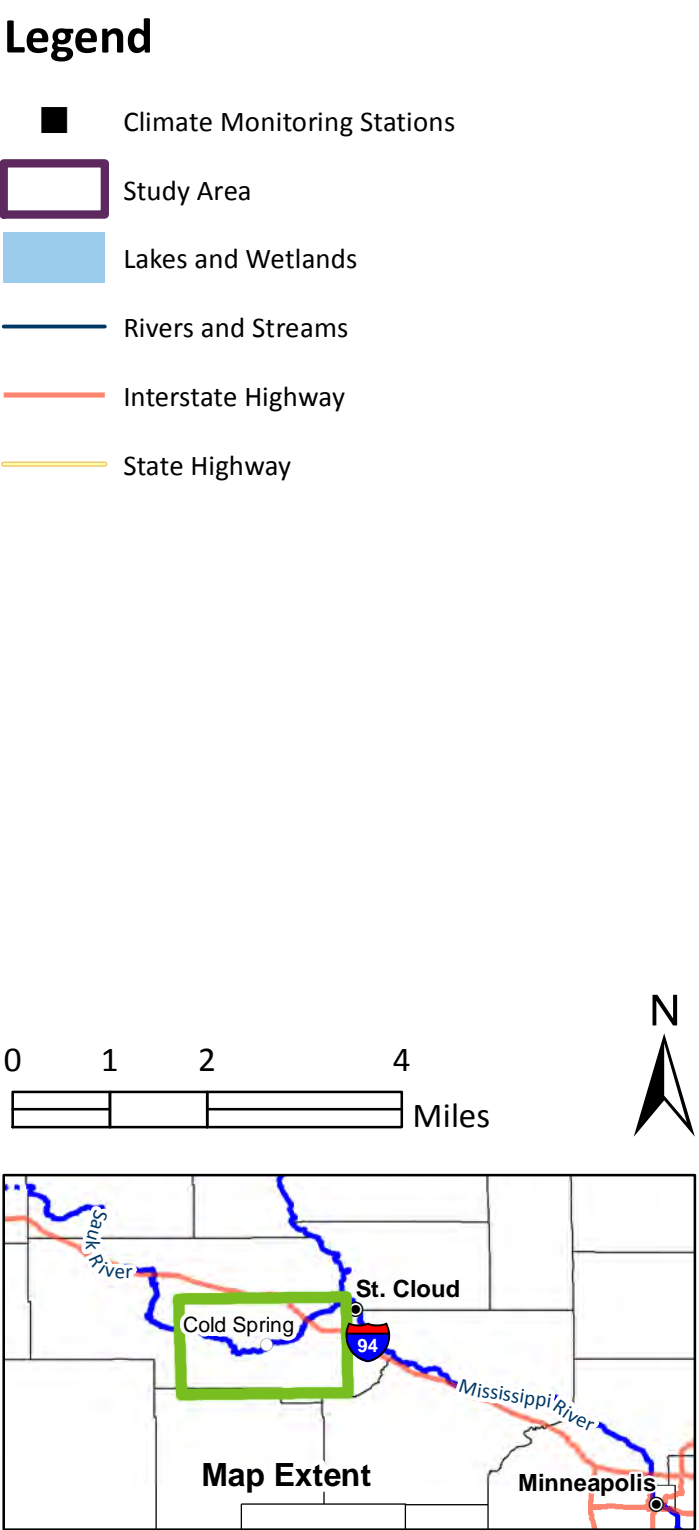 Legend
Climate Monitoring Stations
Study Area
Lakes and Wetlands
Rivers and Streams
Interstate Highway
State Highway
N
0 1 2 4
Miles
Sauk River
St. Cloud
Cold Spring
94
Mississippi River
Map Extent
Minneapolis